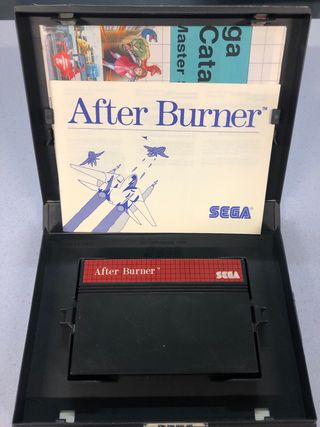 ga
Cata
Master
After Burner™
SEGA
After Burner™
SEGA